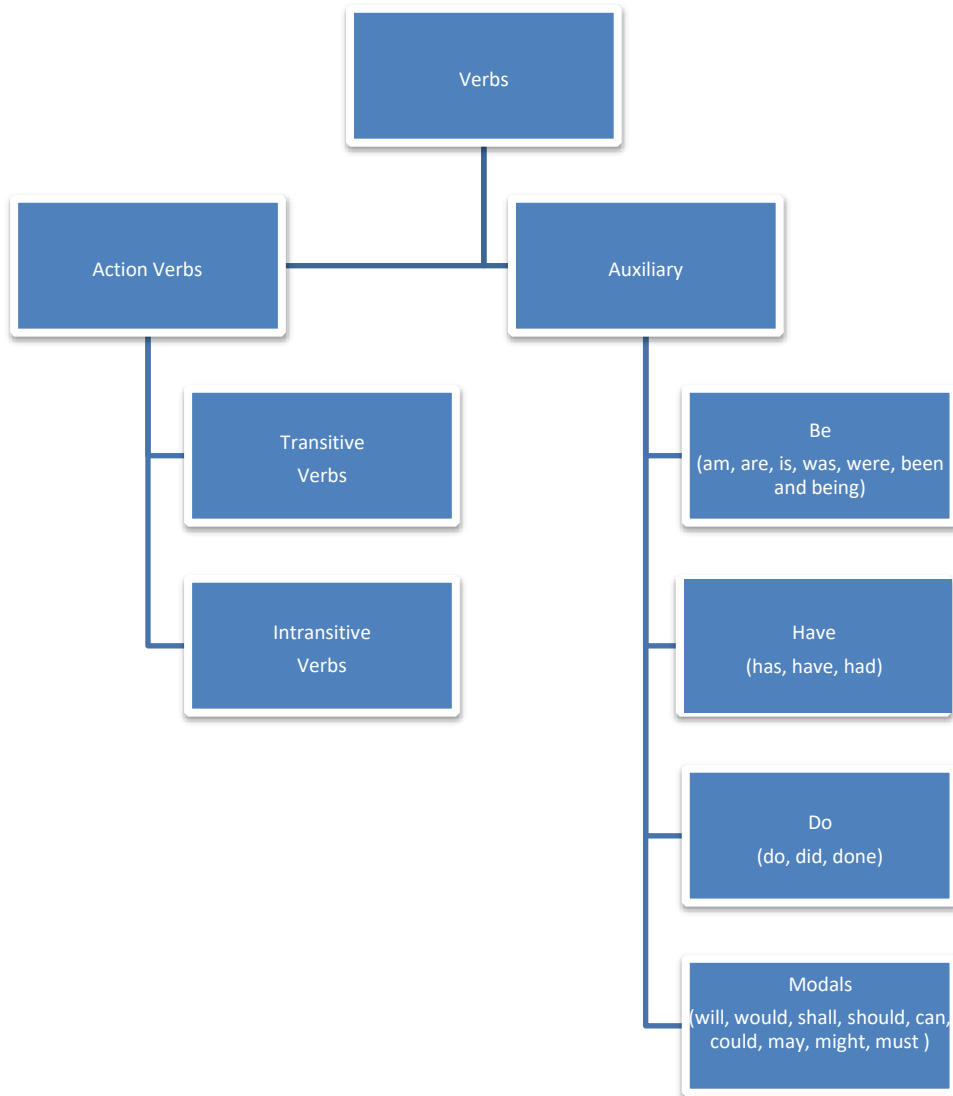 Verbs
Action Verbs
Auxiliary
Transitive
Verbs
Intransitive
Verbs
Be
(am, are, is, was, were, been
and being)
Have
(has, have, had)
Do
(do, did, done)
Modals
(will, would, shall, should, can,
could, may, might, must )